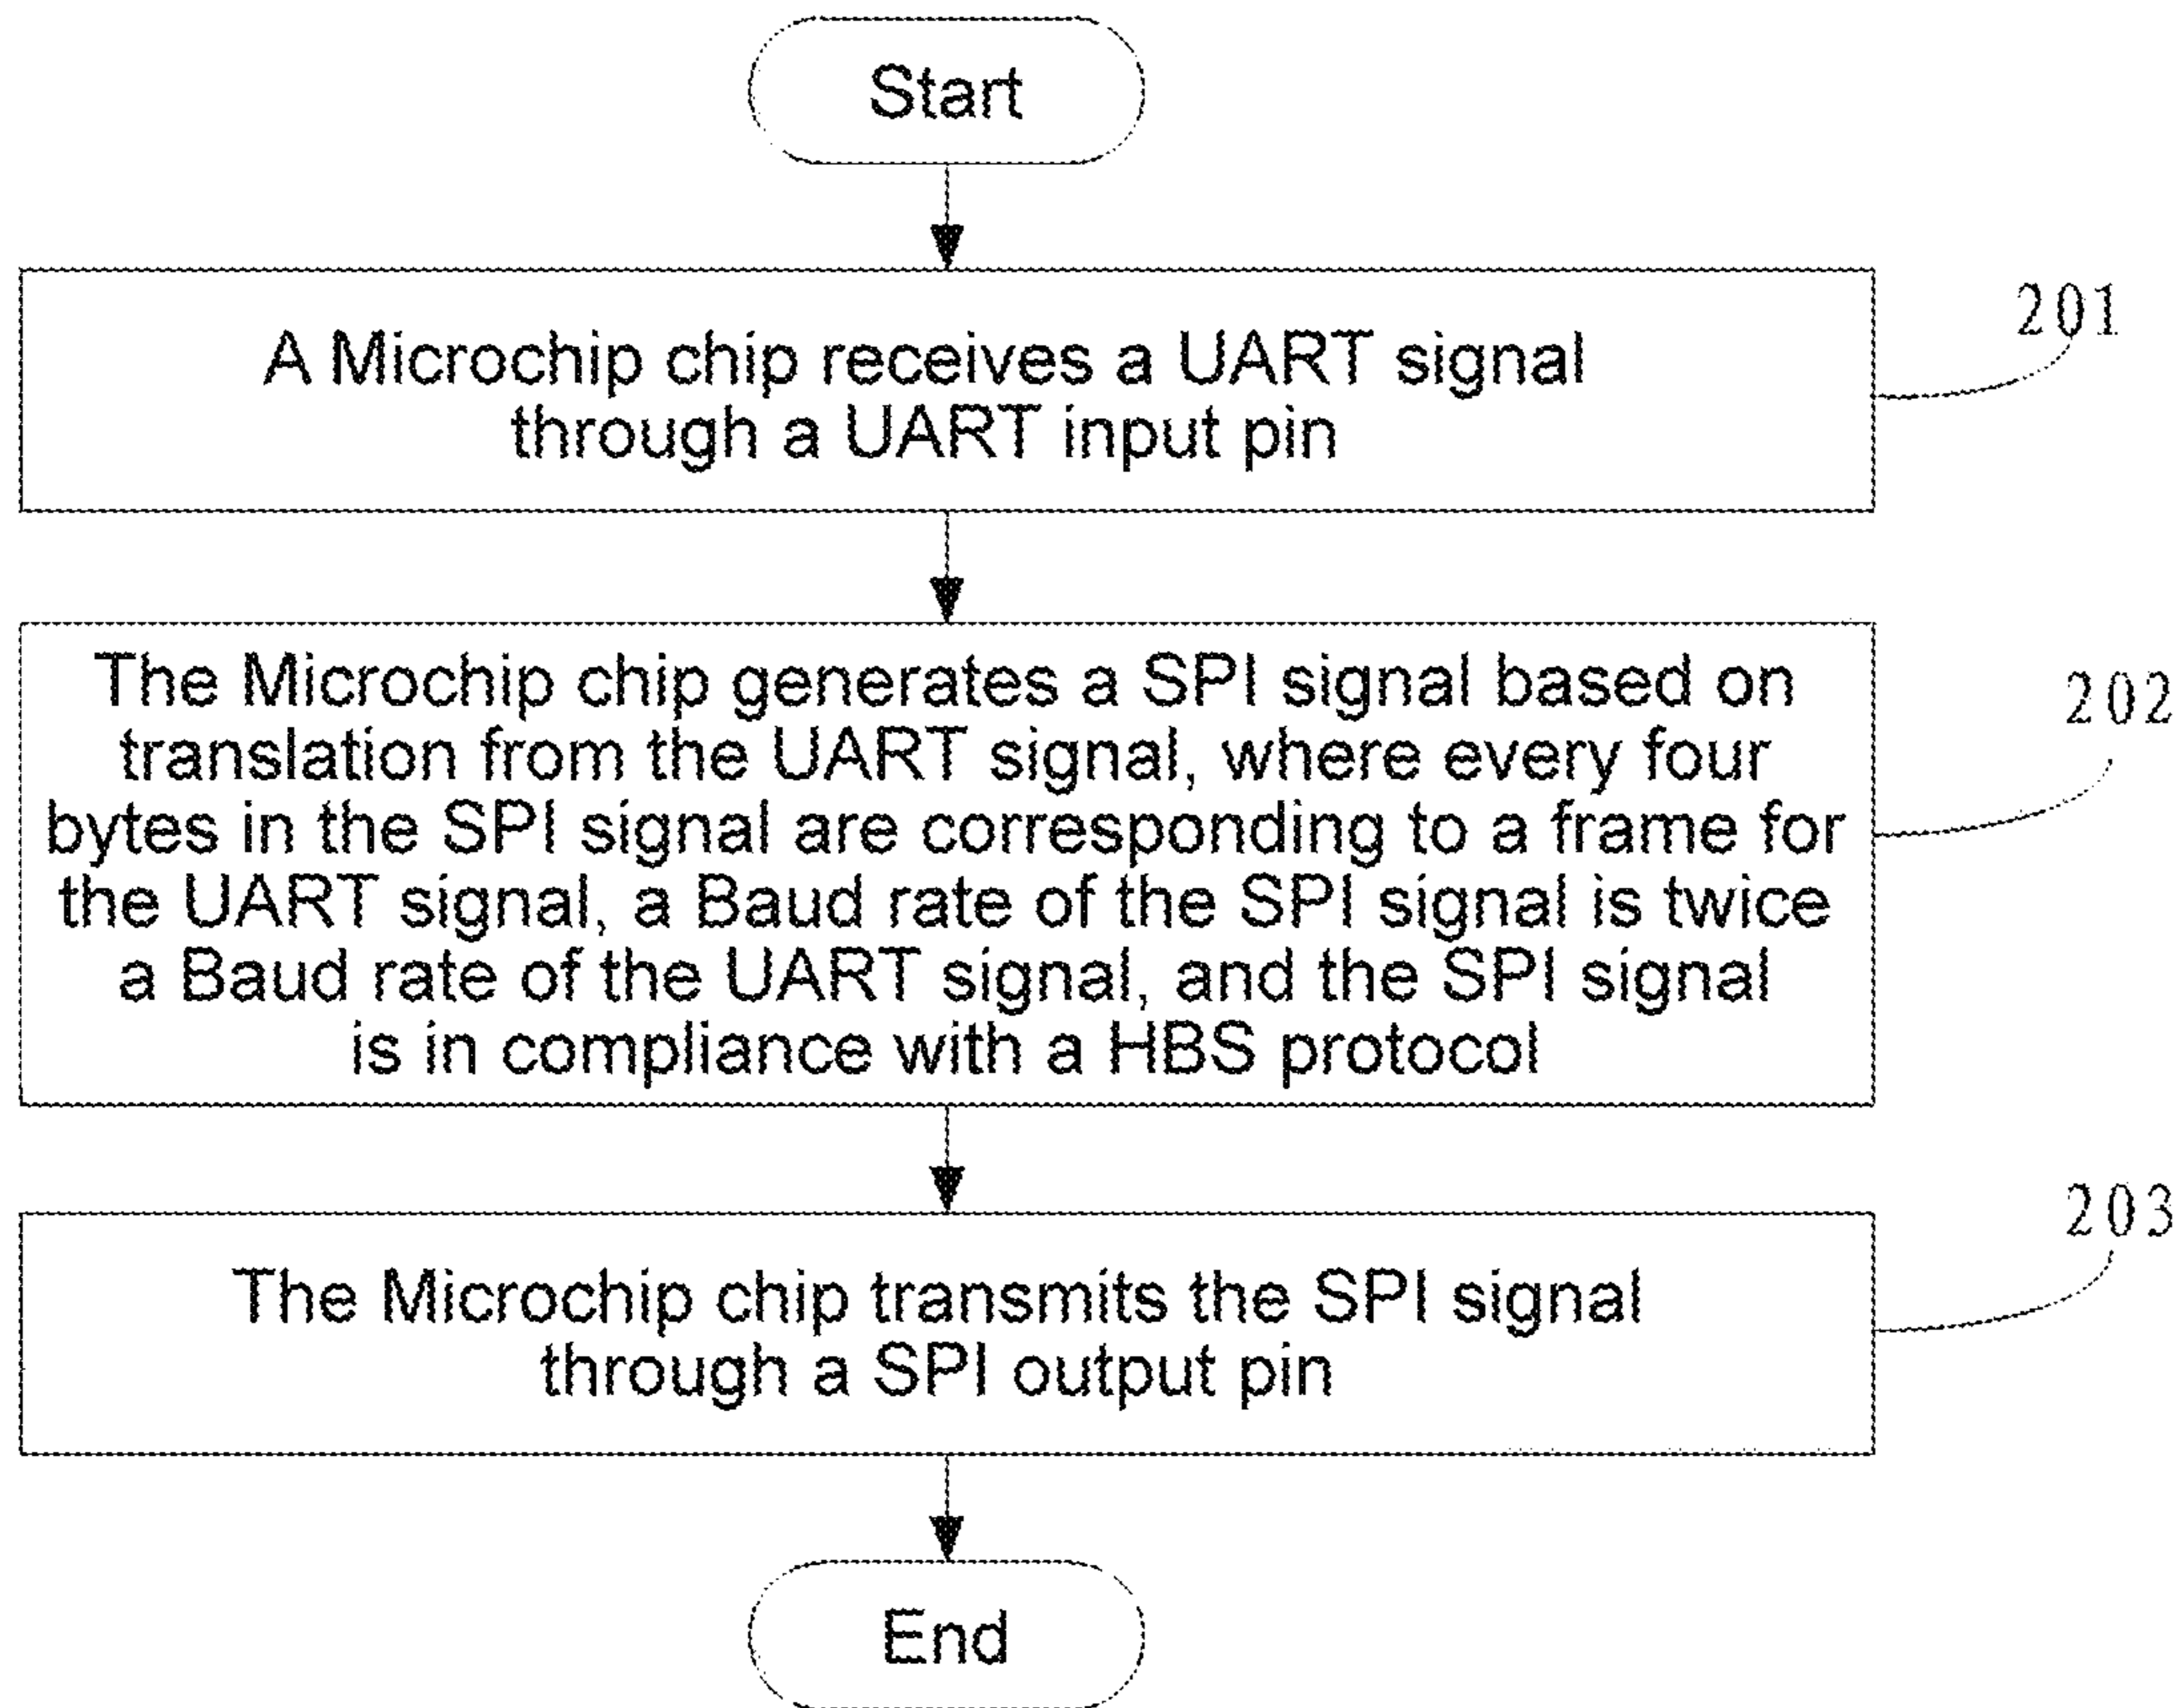 Start
A Microchip chip receives a UART signal
through a UART input pin
201
The Microchip chip generates a SPI signal based on
translation from the UART signal, where every four
bytes in the SPI signal are corresponding to a frame for
the UART signal, a Baud rate of the SPI signal is twice
a Baud rate of the UART signal, and the SPI signal
is in compliance with a HBS protocol
202
The Microchip chip transmits the SPI signal
through a SPI output pin
203
End